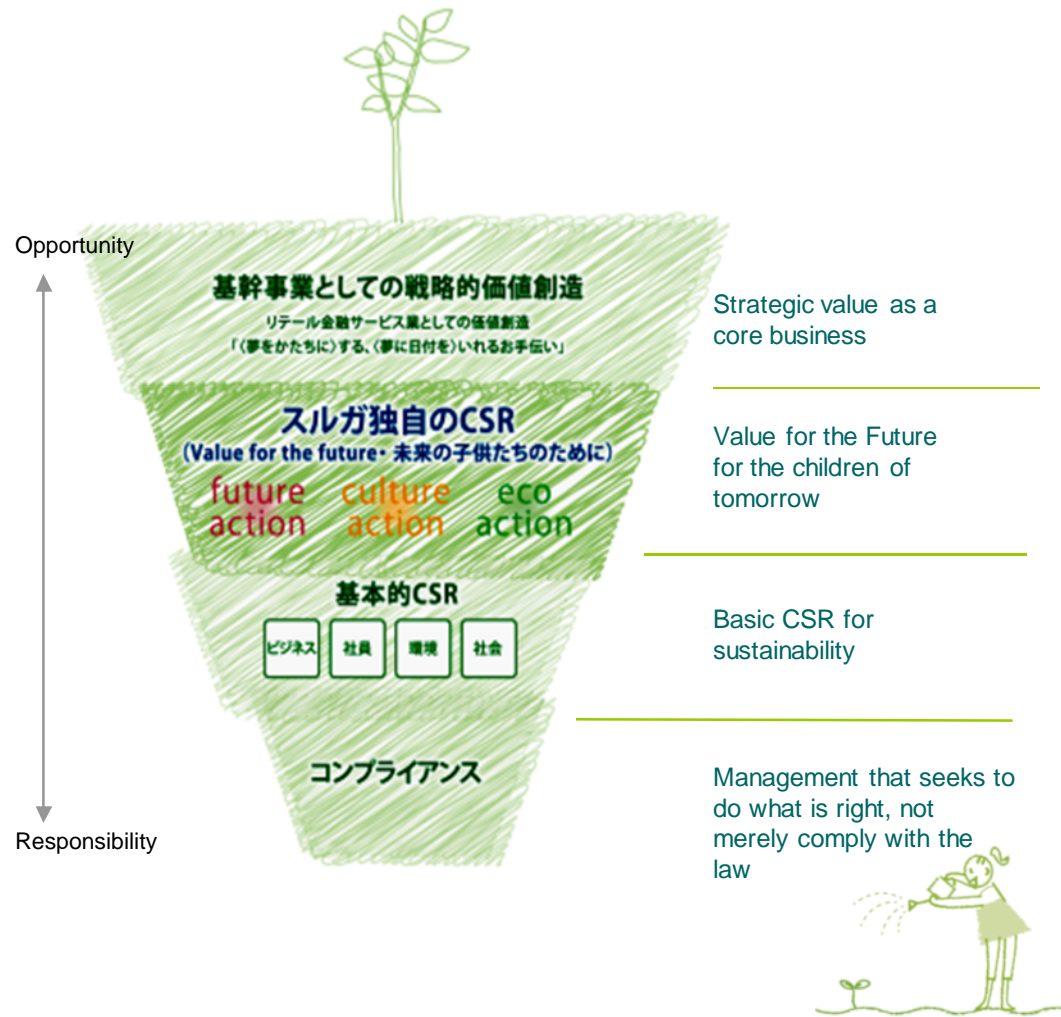 Opportunity
基幹事業としての戦略的価値創造
リテール金融サービス業としての価値創造
「〈夢をかたちに〉する、〈夢に日付を〉いれるお手伝い」
Strategic value as a
core business
スルガ独自のCSR
(Value for the future・未来の子供たちのために)
future
action
culture
action
eco
action
Value for the Future
for the children of
tomorrow
基本的CSR
ビジネス
社員
環境
社会
Basic CSR for
sustainability
コンプライアンス
Management that seeks to
do what is right, not
merely comply with the
law
Responsibility